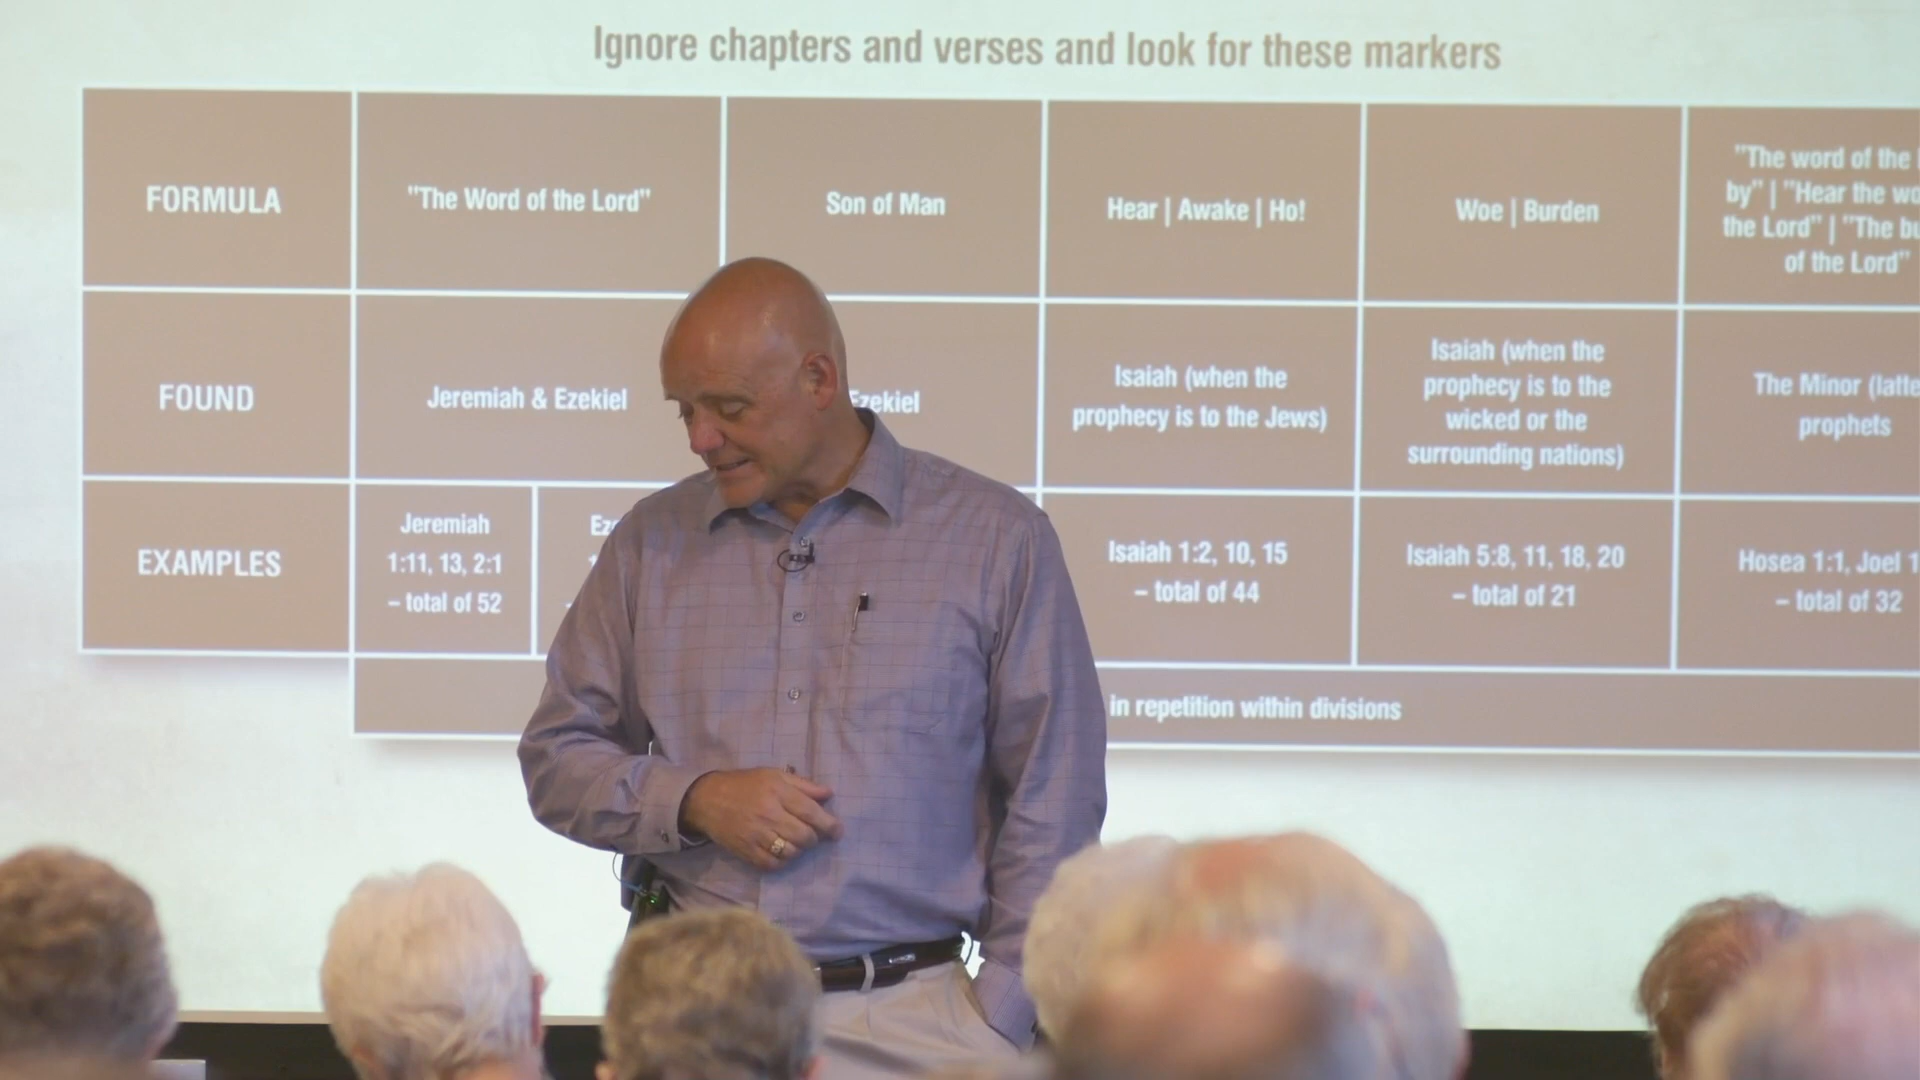 Ignore chapters and verses and look for these markers
FORMULA
"The Word of the Lord"
Son of Man
Hear | Awake | Ho!
Woe | Burden
"The word of the
by" | "Hear the
the Lord" | "The
of the Lord"
FOUND
Jeremiah & Ezekiel
Ezekiel
Isaiah (when the
prophecy is to the Jews)
Isaiah (when the
prophecy is to the
wicked or the
surrounding nations)
The Minor
prophets
EXAMPLES
Jeremiah
1:11, 13, 2:1
– total of 52
Isaiah 1:2, 10, 15
– total of 44
Isaiah 5:8, 11, 18, 20
– total of 21
Hosea 1:1, Joel
– total of 32
in repetition within divisions